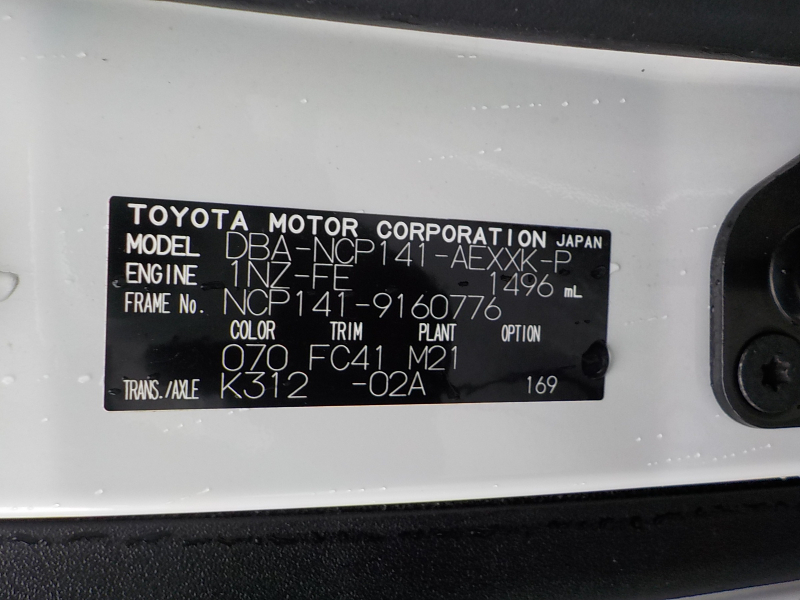 TOYOTA MOTOR CORPORATION JAPAN
MODEL DBA-NCP141-AEXXK-P
ENGINE 1NZ-FE 1496 mL
FRAME No. NCP141-9160776
COLOR TRIM PLANT OPTION
070 FC41 M21
TRANS./AXLE K312 -02A 169